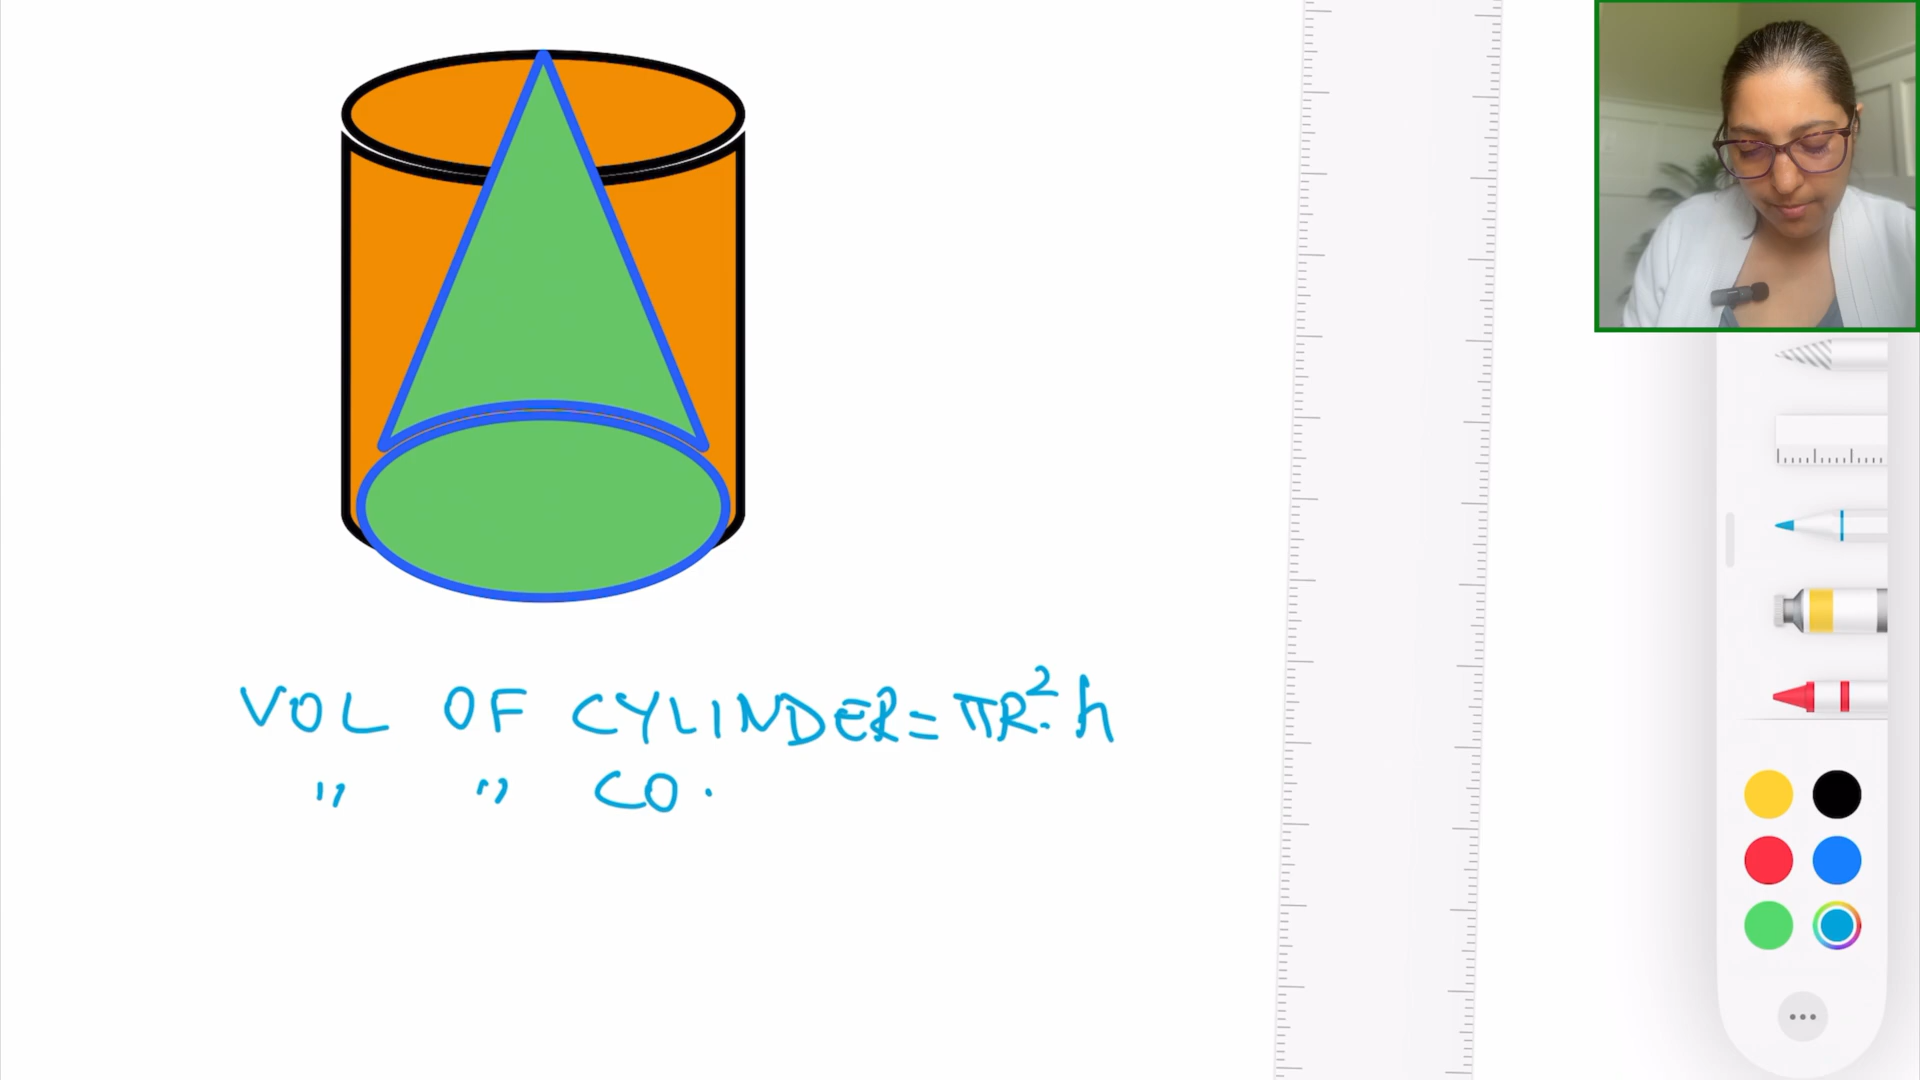 VOL OF CYLINDER = πR². h
" " CO.